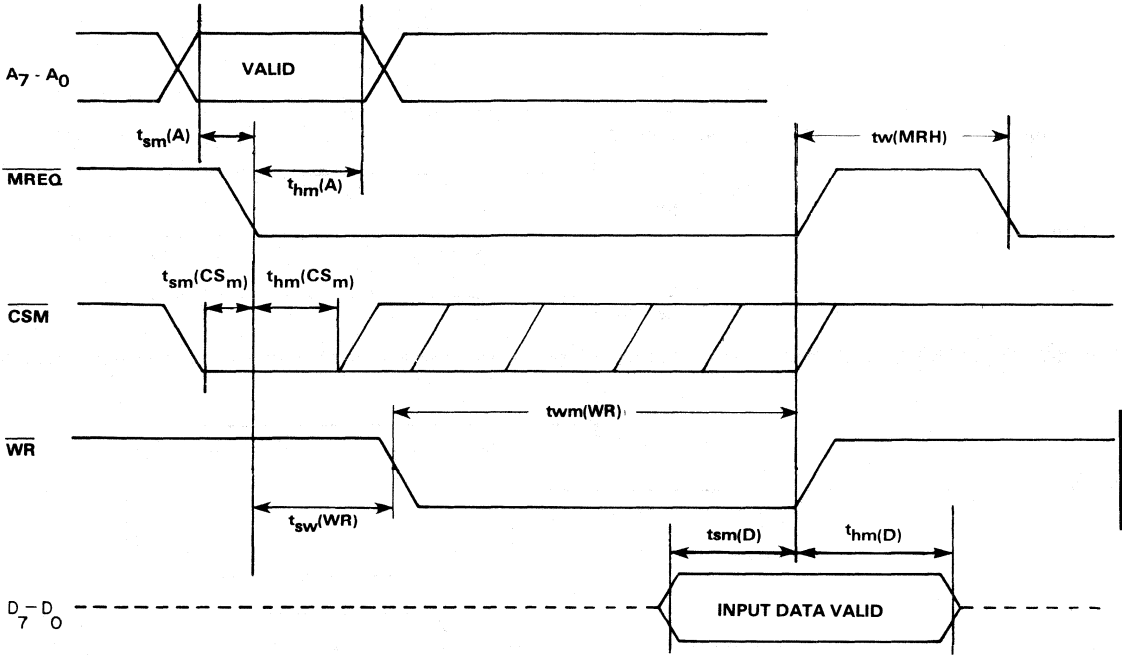 A7 - A0
VALID
tsm(A)
tw(MRH)
MREQ
thm(A)
tsm(CSm)
thm(CSm)
CSM
twm(WR)
WR
tsw(WR)
tsm(D)
thm(D)
D7 – D0
INPUT DATA VALID